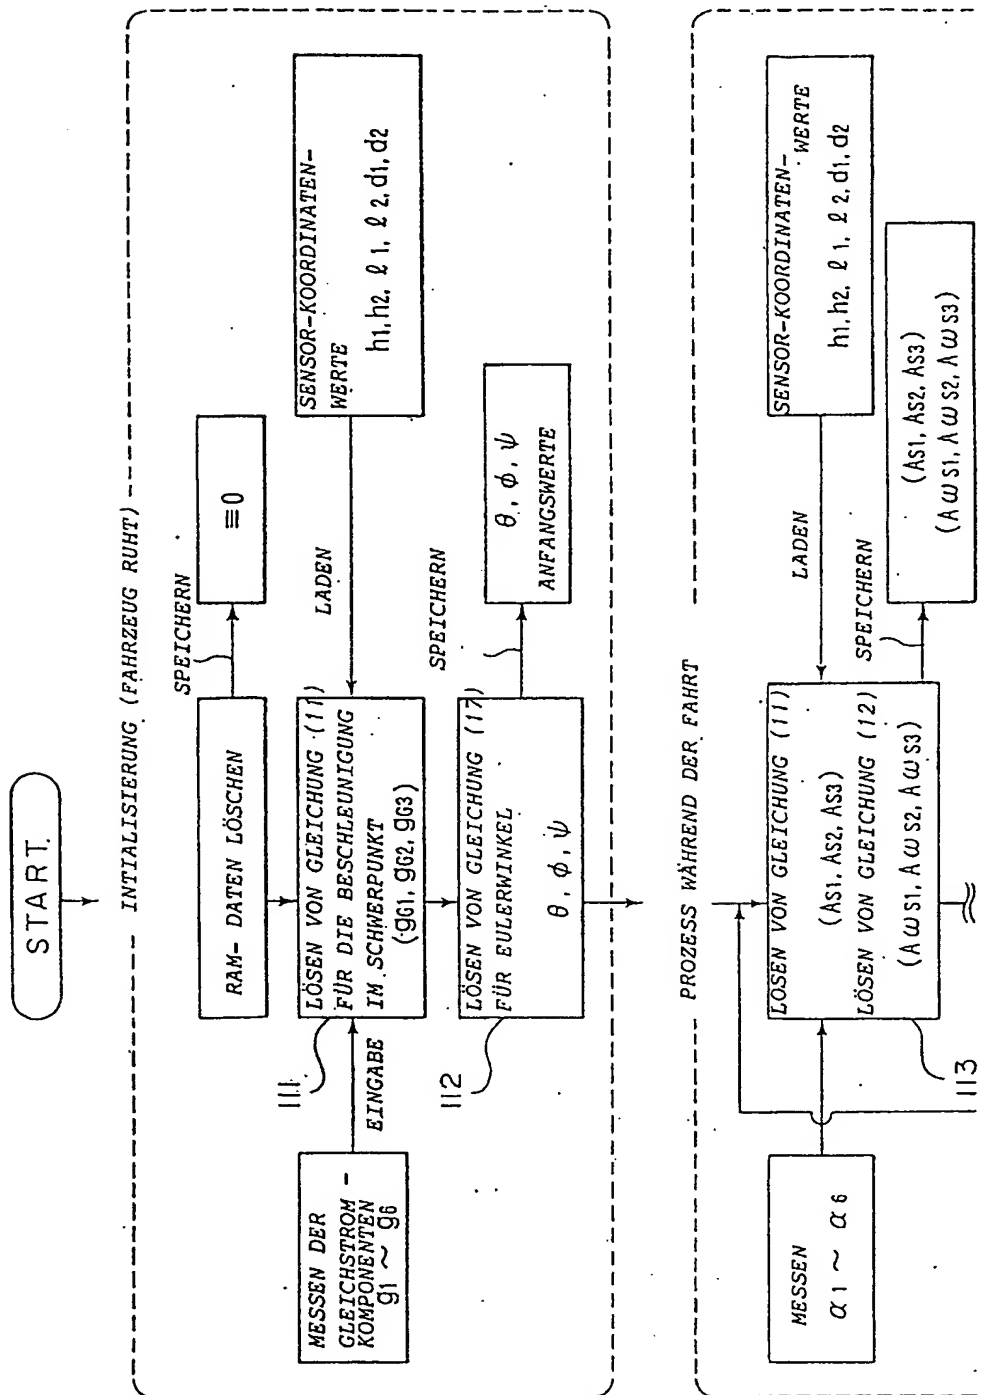 START
INTIALISIERUNG (FAHRZEUG RUHT)
SPEICHERN
RAM- DATEN LÖSCHEN
≡0
111
LÖSEN VON GLEICHUNG (11)
FÜR DIE BESCHLEUNIGUNG
IM SCHWERPUNKT
(gG1, gG2, gG3)
MESSEN DER
GLEICHSTROM -
KOMPONENTEN
g1 ~ g6
EINGABE
LADEN
SENSOR-KOORDINATEN-
WERTE
h1, h2, ℓ1, ℓ2, d1, d2
112
LÖSEN VON GLEICHUNG (17)
FÜR EULERWINKEL
θ, φ, ψ
SPEICHERN
θ, φ, ψ
ANFANGSWERTE
PROZESS WÄHREND DER FAHRT
MESSEN
α1 ~ α6
113
LOSEN VON GLEICHUNG (11)
(AS1, AS2, AS3)
LÖSEN VON GLEICHUNG (12)
(AωS1, AωS2, AωS3)
LADEN
SENSOR-KOORDINATEN-
WERTE
h1, h2, ℓ1, ℓ2, d1, d2
SPEICHERN
(AS1, AS2, AS3)
(AωS1, AωS2, AωS3)